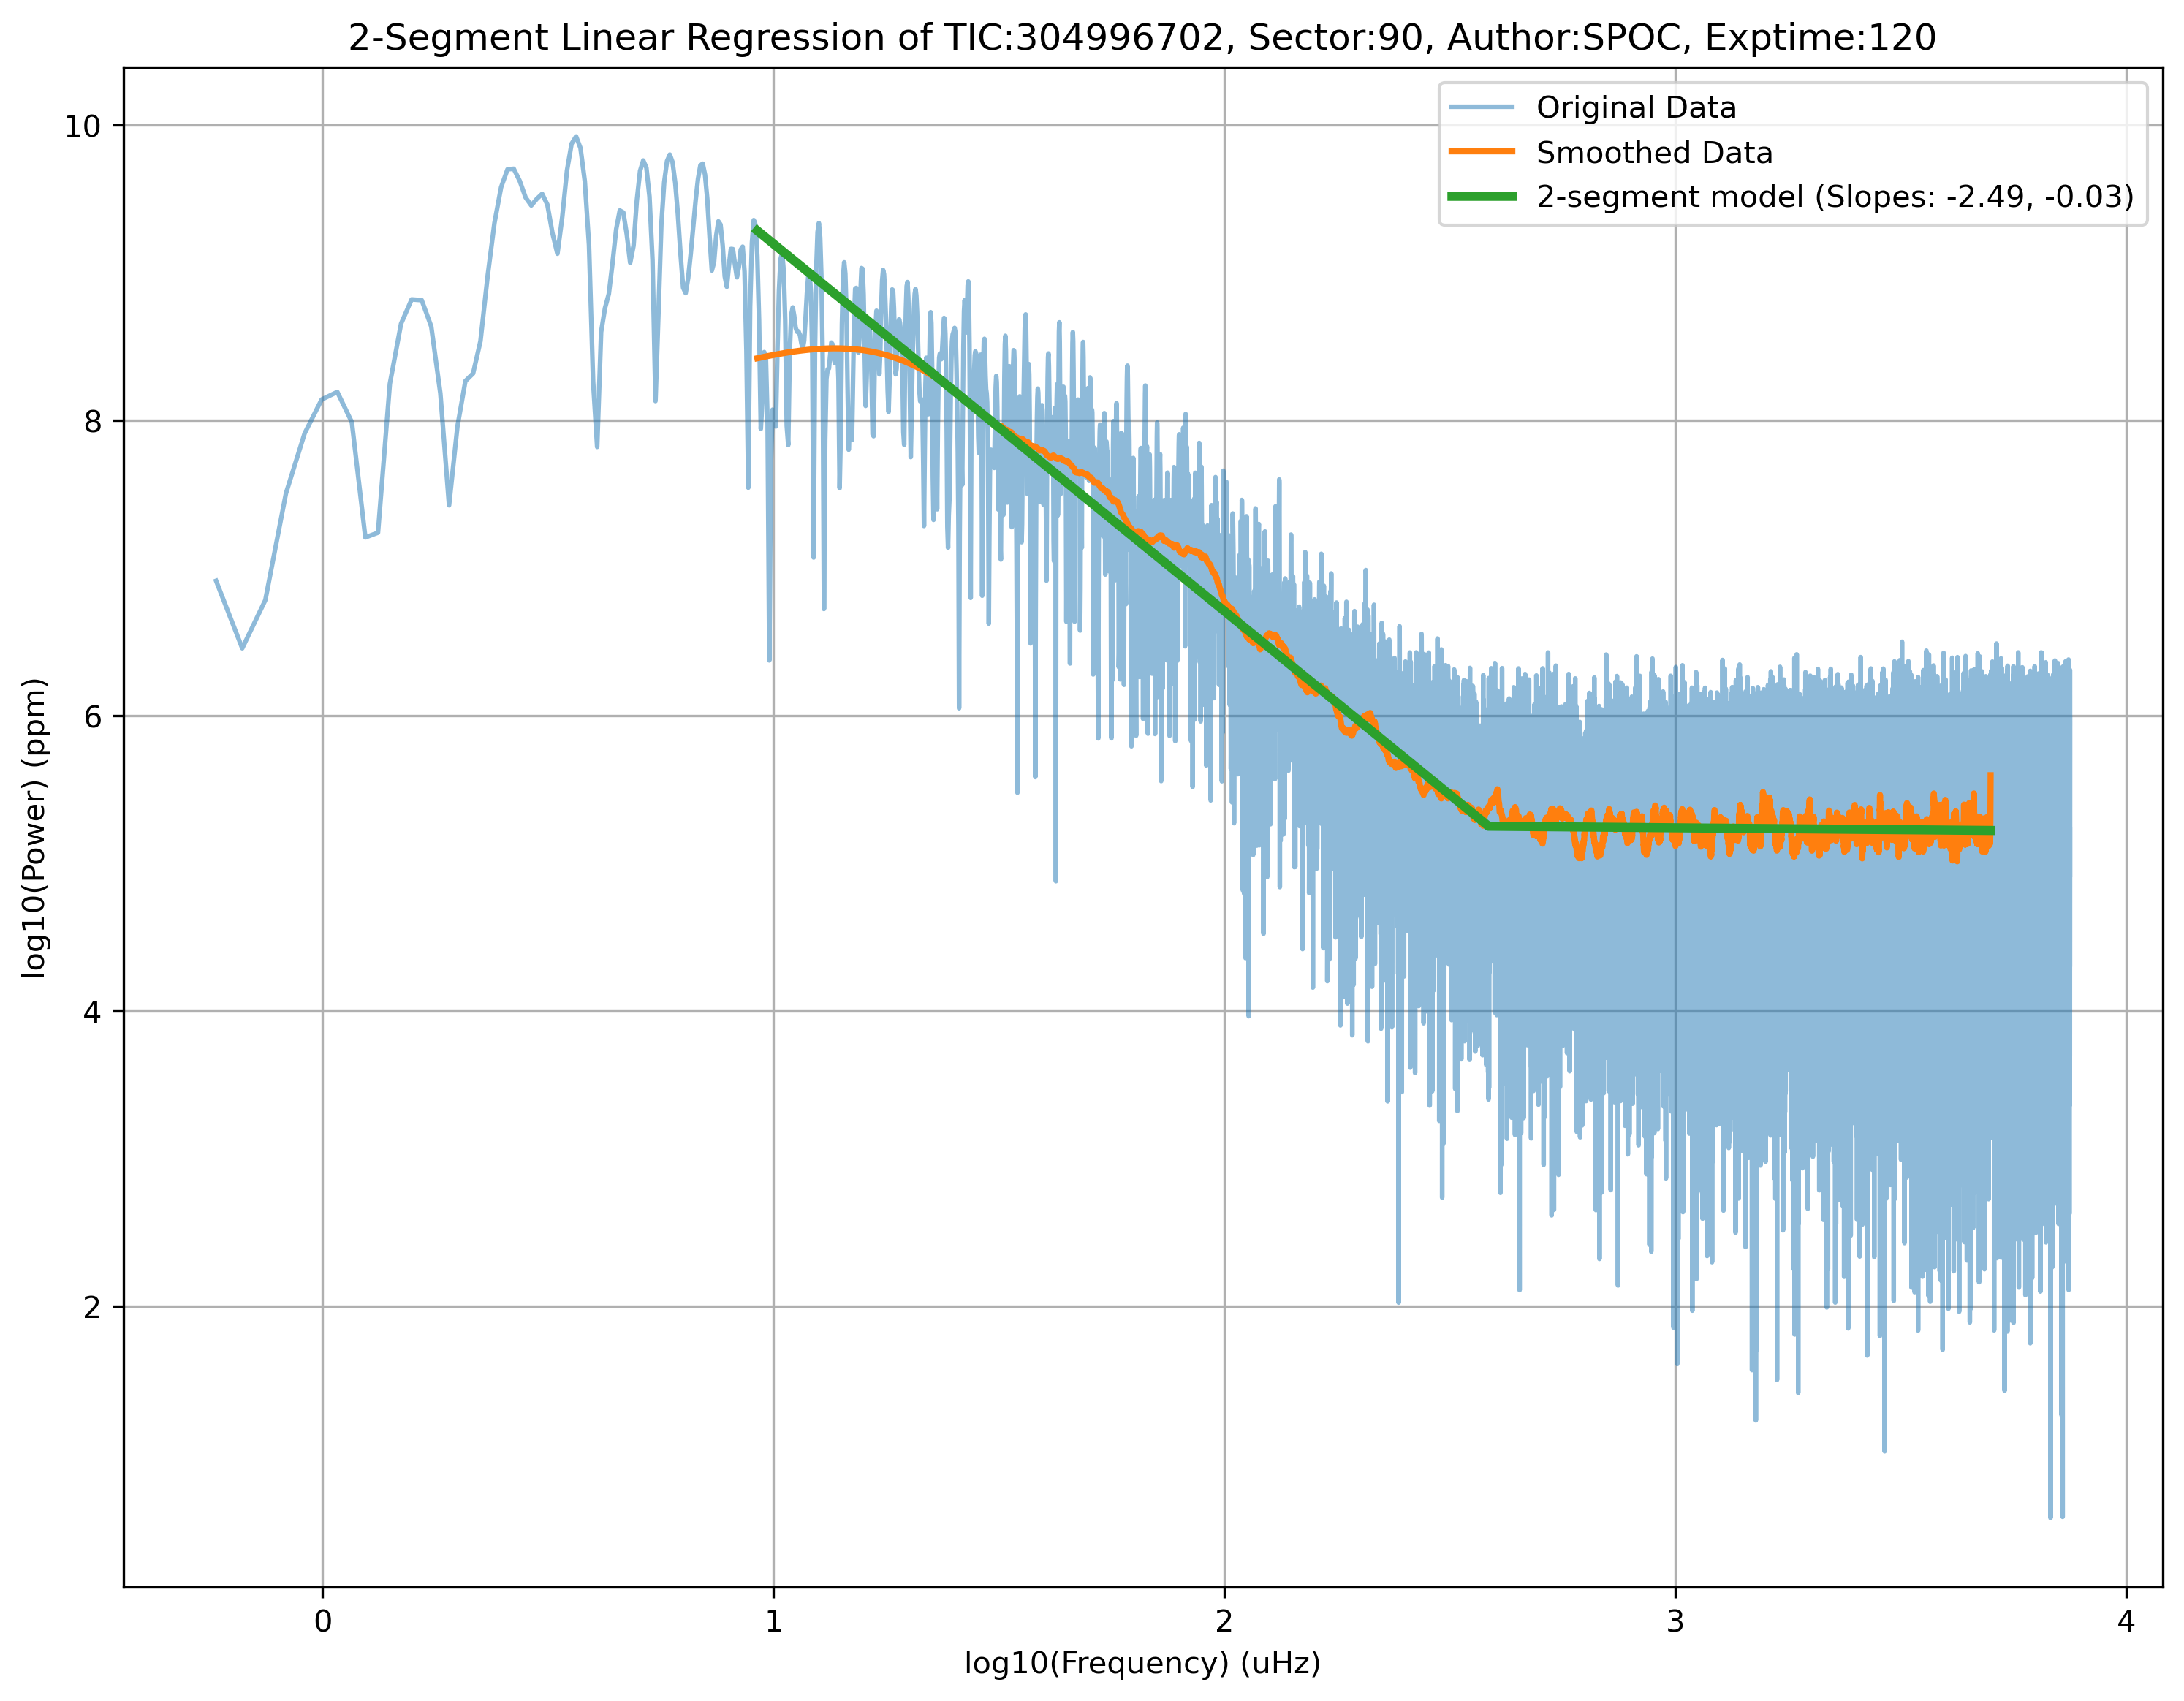 2-Segment Linear Regression of TIC:304996702, Sector:90, Author:SPOC, Exptime:120
Original Data
Smoothed Data
2-segment model (Slopes: -2.49, -0.03)
log10(Power) (ppm)
10
8
6
4
2
0 1 2 3 4
log10(Frequency) (uHz)